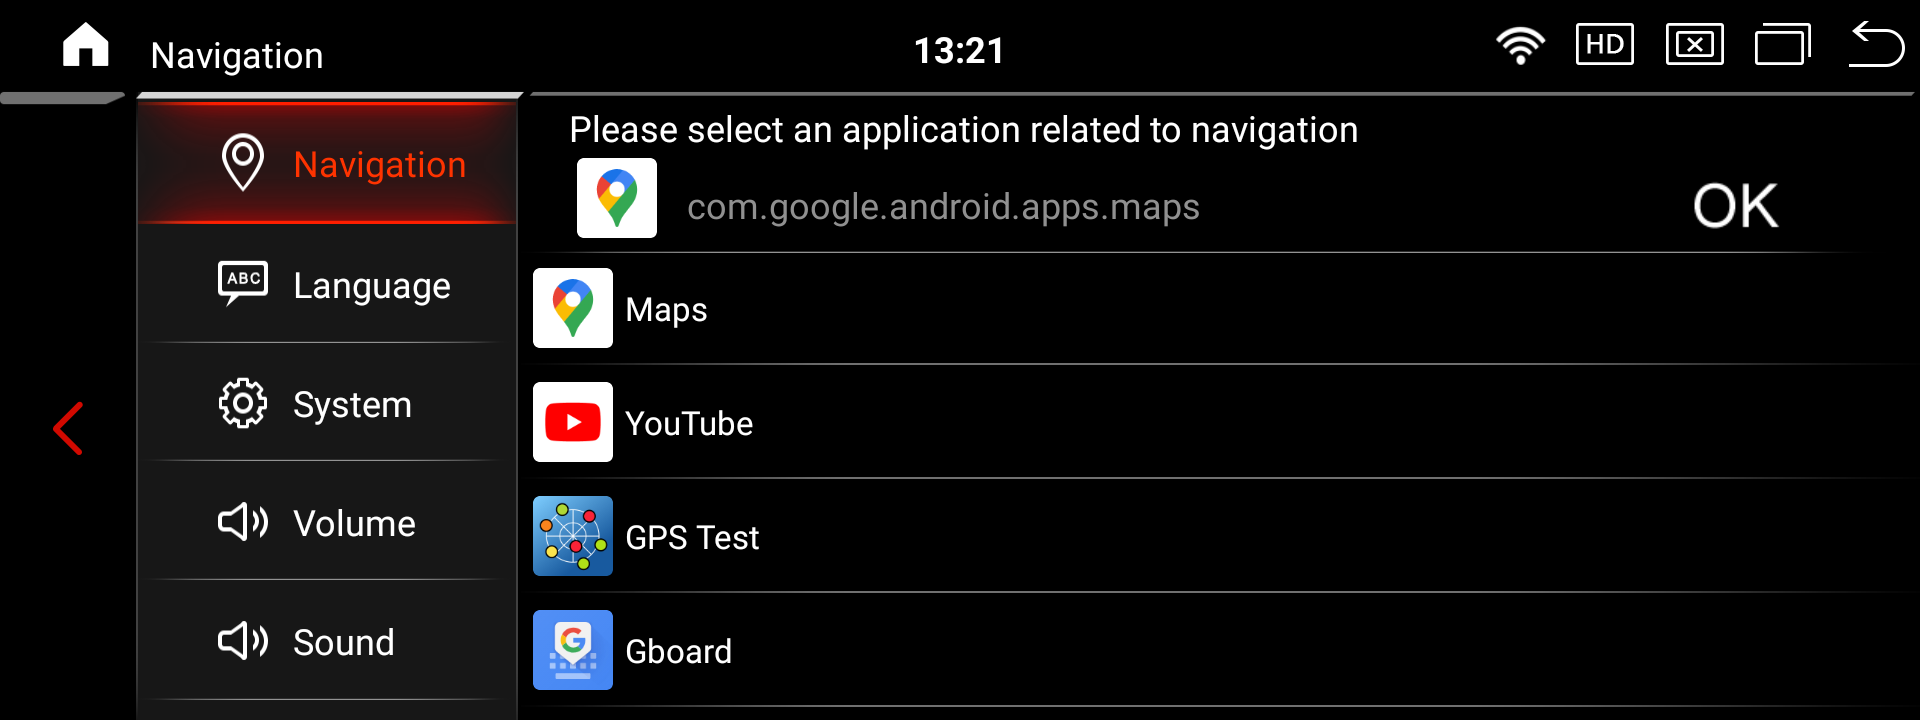 Navigation
13:21
HD
Navigation
ABC
Language
System
Volume
Sound
Please select an application related to navigation
com.google.android.apps.maps
OK
Maps
YouTube
GPS Test
G
Gboard